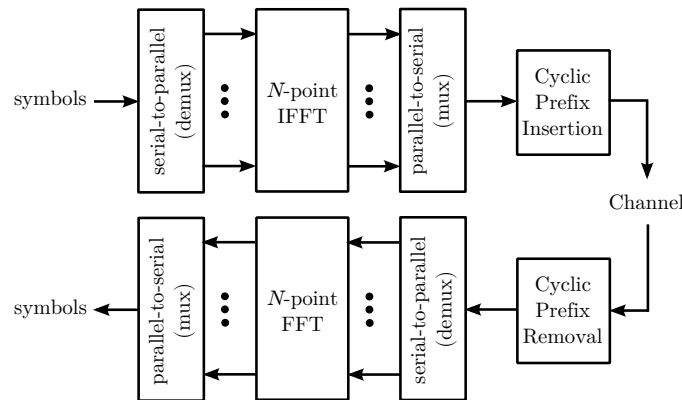 symbols
serial-to-parallel
(demux)
N-point
IFFT
parallel-to-serial
(mux)
Cyclic
Prefix
Insertion
Channel
symbols
parallel-to-serial
(mux)
N-point
FFT
serial-to-parallel
(demux)
Cyclic
Prefix
Removal